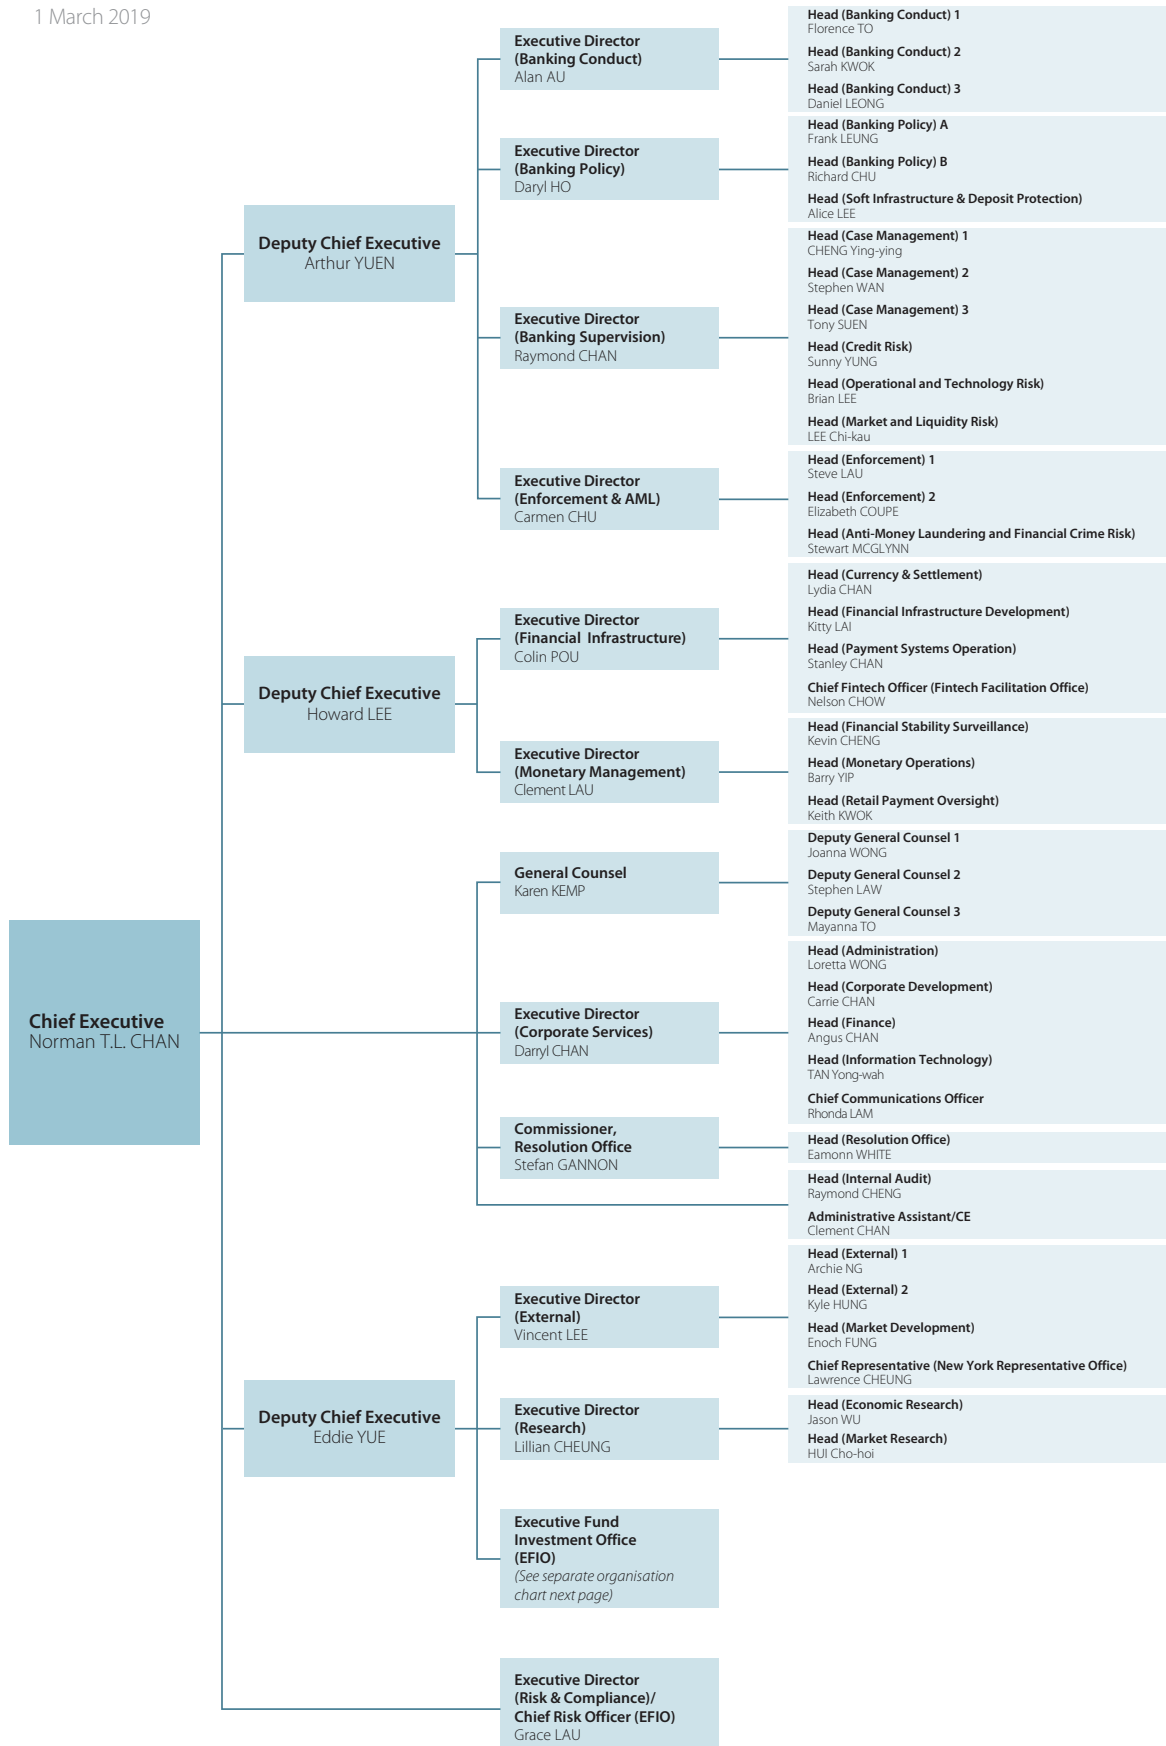 1 March 2019
Chief Executive
Norman T.L. CHAN
Deputy Chief Executive
Arthur YUEN
Executive Director
(Banking Conduct)
Alan AU
Head (Banking Conduct) 1
Florence TO
Head (Banking Conduct) 2
Sarah KWOK
Head (Banking Conduct) 3
Daniel LEONG
Executive Director
(Banking Policy)
Daryl HO
Head (Banking Policy) A
Frank LEUNG
Head (Banking Policy) B
Richard CHU
Head (Soft Infrastructure & Deposit Protection)
Alice LEE
Executive Director
(Banking Supervision)
Raymond CHAN
Head (Case Management) 1
CHENG Ying-ying
Head (Case Management) 2
Stephen WAN
Head (Case Management) 3
Tony SUEN
Head (Credit Risk)
Sunny YUNG
Head (Operational and Technology Risk)
Brian LEE
Head (Market and Liquidity Risk)
LEE Chi-kau
Executive Director
(Enforcement & AML)
Carmen CHU
Head (Enforcement) 1
Steve LAU
Head (Enforcement) 2
Elizabeth COUPE
Head (Anti-Money Laundering and Financial Crime Risk)
Stewart MCGLYNN
Deputy Chief Executive
Howard LEE
Executive Director
(Financial Infrastructure)
Colin POU
Head (Currency & Settlement)
Lydia CHAN
Head (Financial Infrastructure Development)
Kitty LAI
Head (Payment Systems Operation)
Stanley CHAN
Chief Fintech Officer (Fintech Facilitation Office)
Nelson CHOW
Executive Director
(Monetary Management)
Clement LAU
Head (Financial Stability Surveillance)
Kevin CHENG
Head (Monetary Operations)
Barry YIP
Head (Retail Payment Oversight)
Keith KWOK
General Counsel
Karen KEMP
Deputy General Counsel 1
Joanna WONG
Deputy General Counsel 2
Stephen LAW
Deputy General Counsel 3
Mayanna TO
Executive Director
(Corporate Services)
Darryl CHAN
Head (Administration)
Loretta WONG
Head (Corporate Development)
Carrie CHAN
Head (Finance)
Angus CHAN
Head (Information Technology)
TAN Yong-wah
Chief Communications Officer
Rhonda LAM
Commissioner,
Resolution Office
Stefan GANNON
Head (Resolution Office)
Eamonn WHITE
Head (Internal Audit)
Raymond CHENG
Administrative Assistant/CE
Clement CHAN
Deputy Chief Executive
Eddie YUE
Executive Director
(External)
Vincent LEE
Head (External) 1
Archie NG
Head (External) 2
Kyle HUNG
Head (Market Development)
Enoch FUNG
Chief Representative (New York Representative Office)
Lawrence CHEUNG
Executive Director
(Research)
Lillian CHEUNG
Head (Economic Research)
Jason WU
Head (Market Research)
HUI Cho-hoi
Executive Fund
Investment Office
(EFIO)
(See separate organisation
chart next page)
Executive Director
(Risk & Compliance)/
Chief Risk Officer (EFIO)
Grace LAU